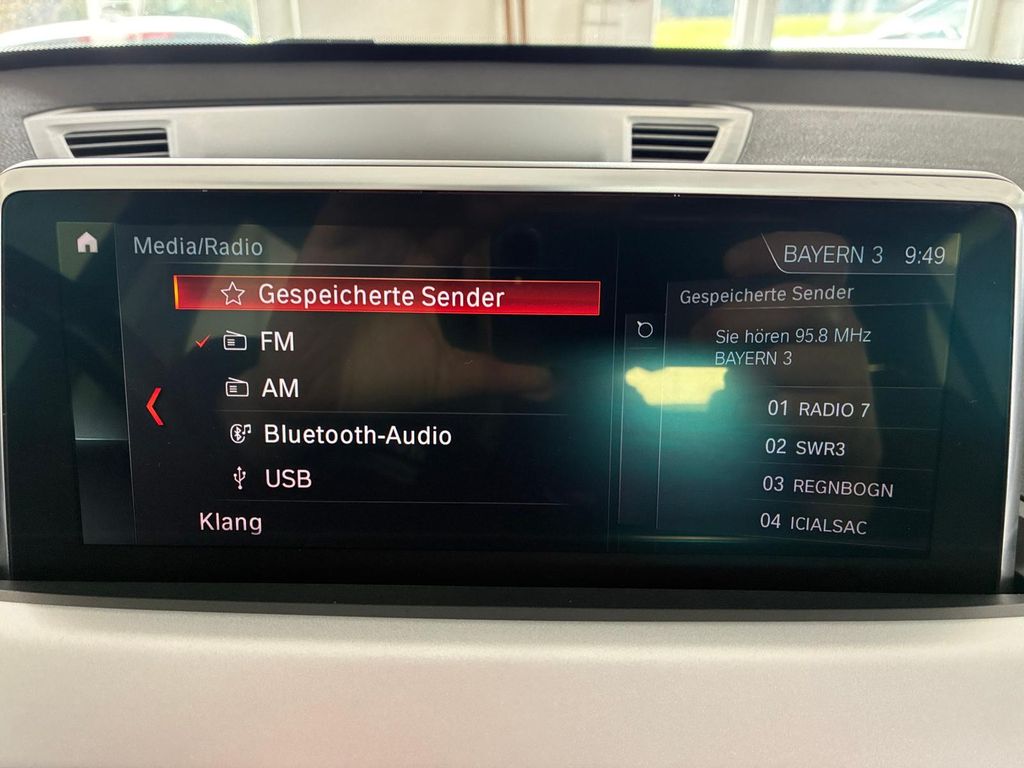 Media/Radio
BAYERN 3 9:49
Gespeicherte Sender
FM
AM
Bluetooth-Audio
USB
Klang
Gespeicherte Sender
Sie hören 95.8 MHz
BAYERN 3
01 RADIO 7
02 SWR3
03 REGNBOGN
04 ICIALSAC